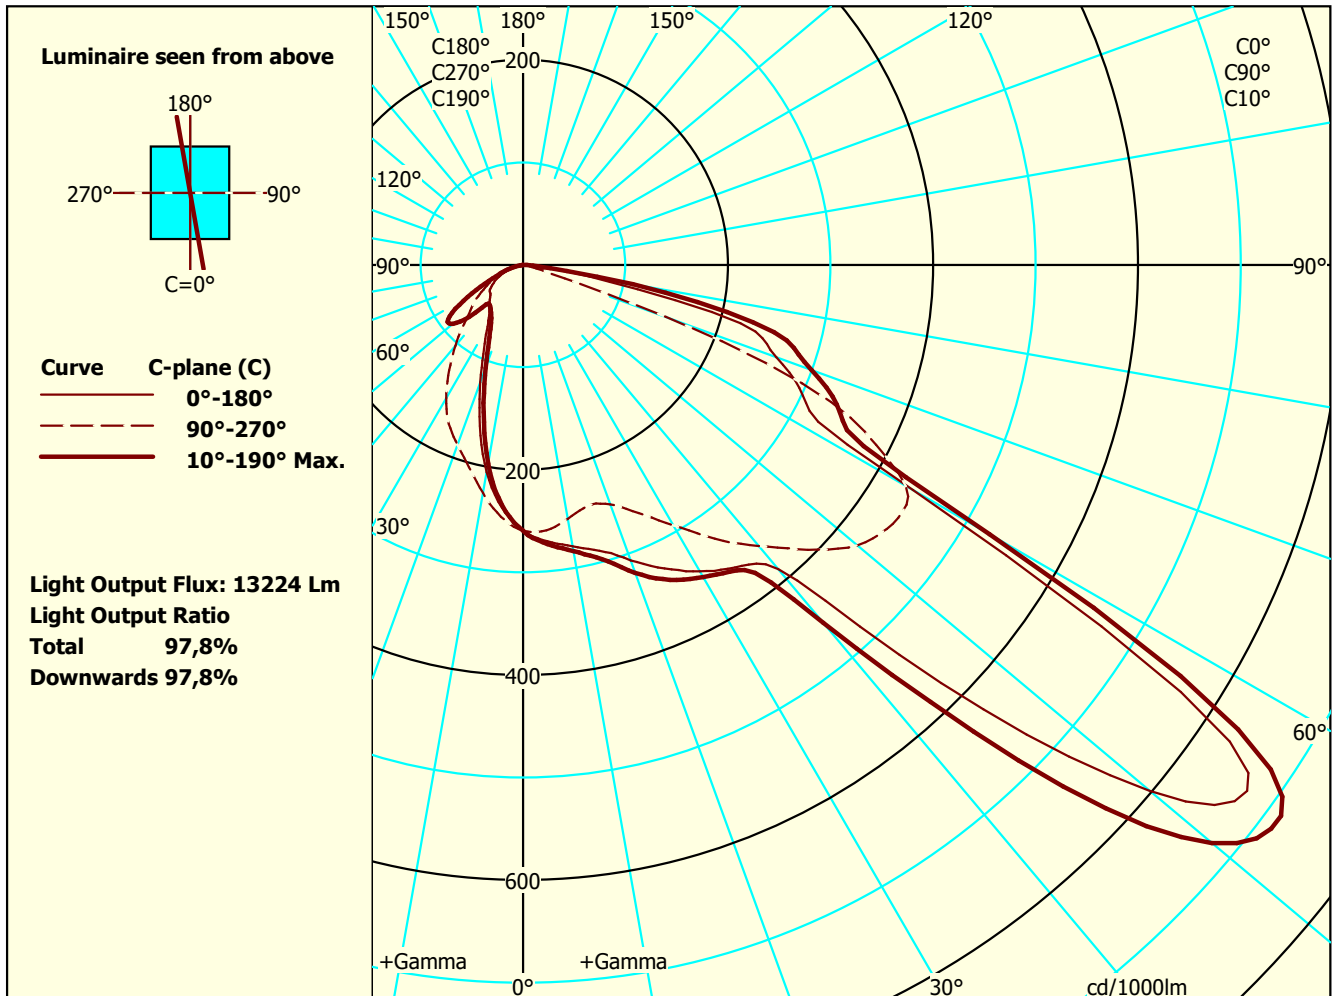 Luminaire seen from above
180°
270°
90°
C=0°
Curve C-plane (C)
0°-180°
90°-270°
10°-190° Max.
Light Output Flux: 13224 Lm
Light Output Ratio
Total 97,8%
Downwards 97,8%
150° 180° 150° 120°
C180°
C270°
C190°
C0°
C90°
C10°
200
120°
90° 90°
60°
200
30°
400
60°
600
+Gamma +Gamma
0° 30° cd/1000lm